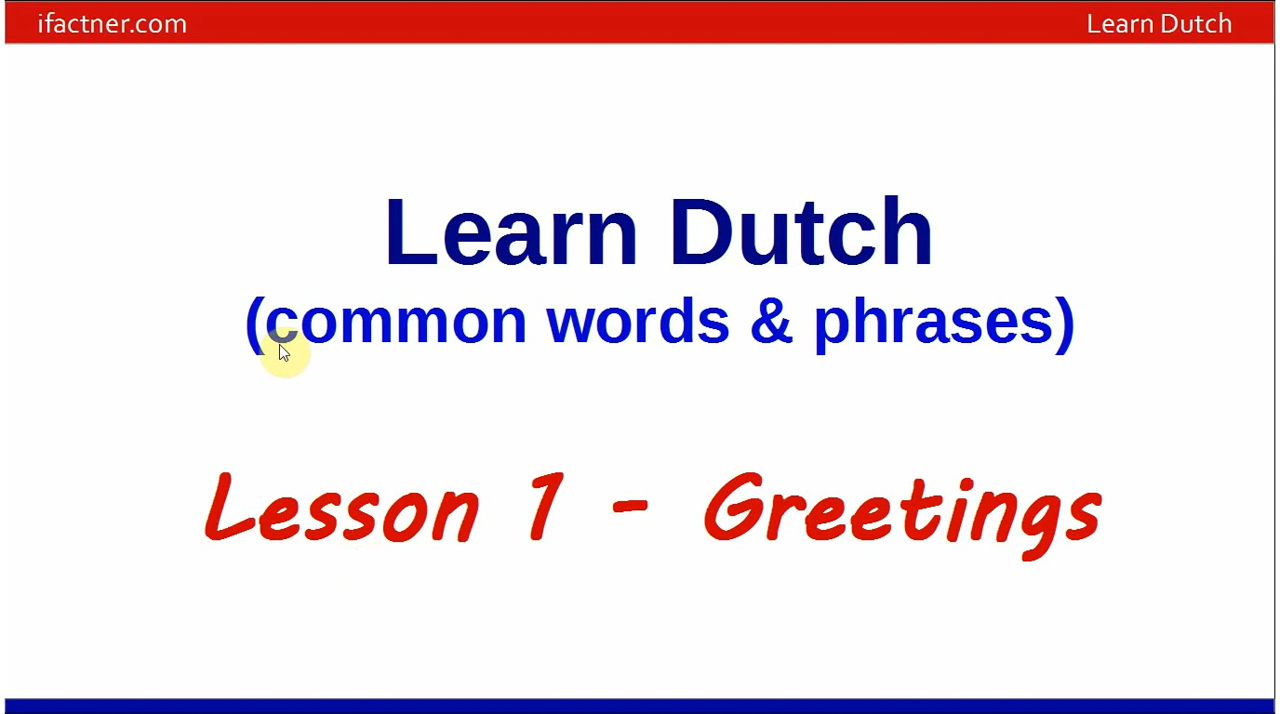 ifactner.com
Learn Dutch
Learn Dutch
(common words & phrases)
Lesson 1 - Greetings